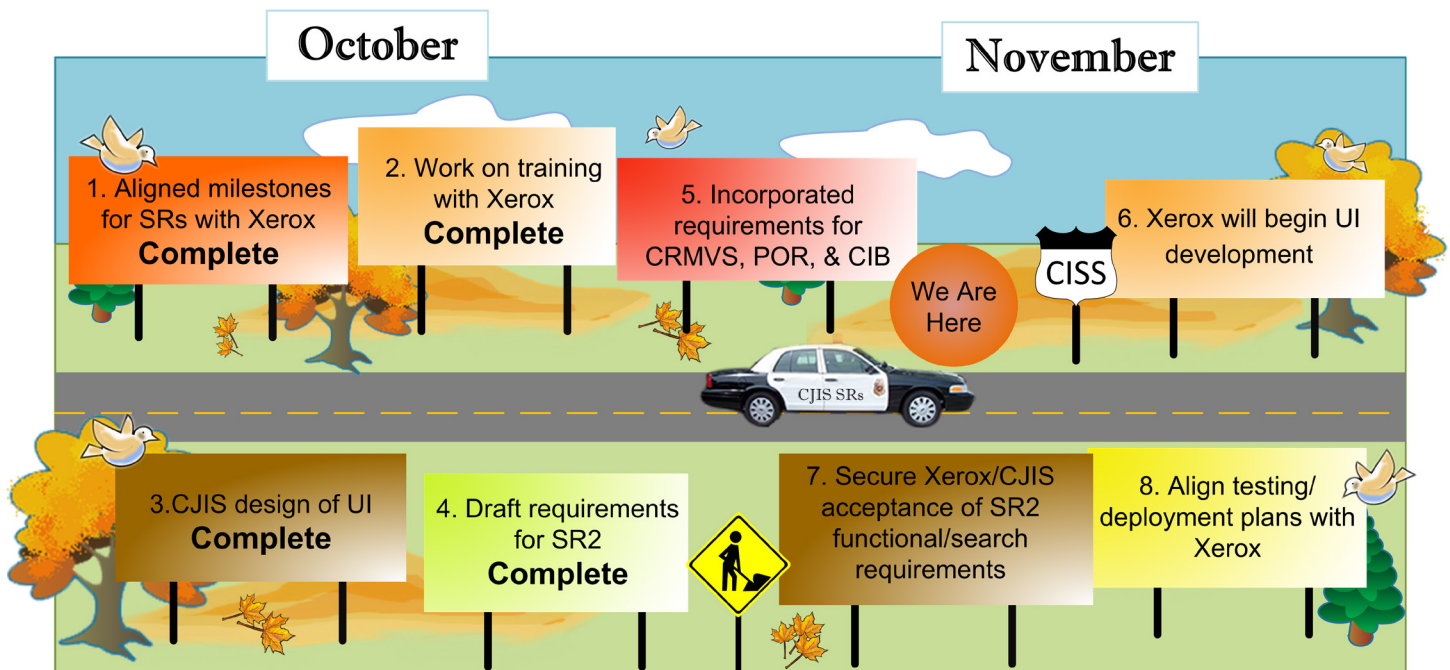 October
November
1. Aligned milestones
for SRs with Xerox
Complete
2. Work on training
with Xerox
Complete
5. Incorporated
requirements for
CRMVS, POR, & CIB
We Are
Here
CISS
6. Xerox will begin UI
development
CJIS SRs
3.CJIS design of UI
Complete
4. Draft requirements
for SR2
Complete
7. Secure Xerox/CJIS
acceptance of SR2
functional/search
requirements
8. Align testing/
deployment plans with
Xerox